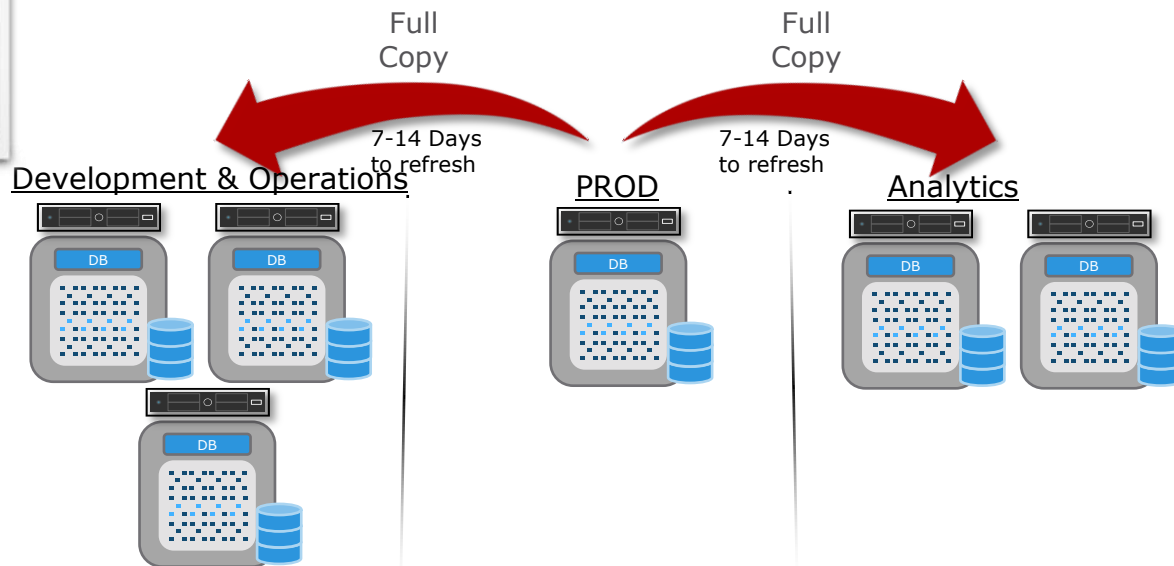 Full
Copy
Full
Copy
7-14 Days
to refresh
7-14 Days
to refresh
Development & Operations
PROD
Analytics
DB
DB
DB
DB
DB
DB